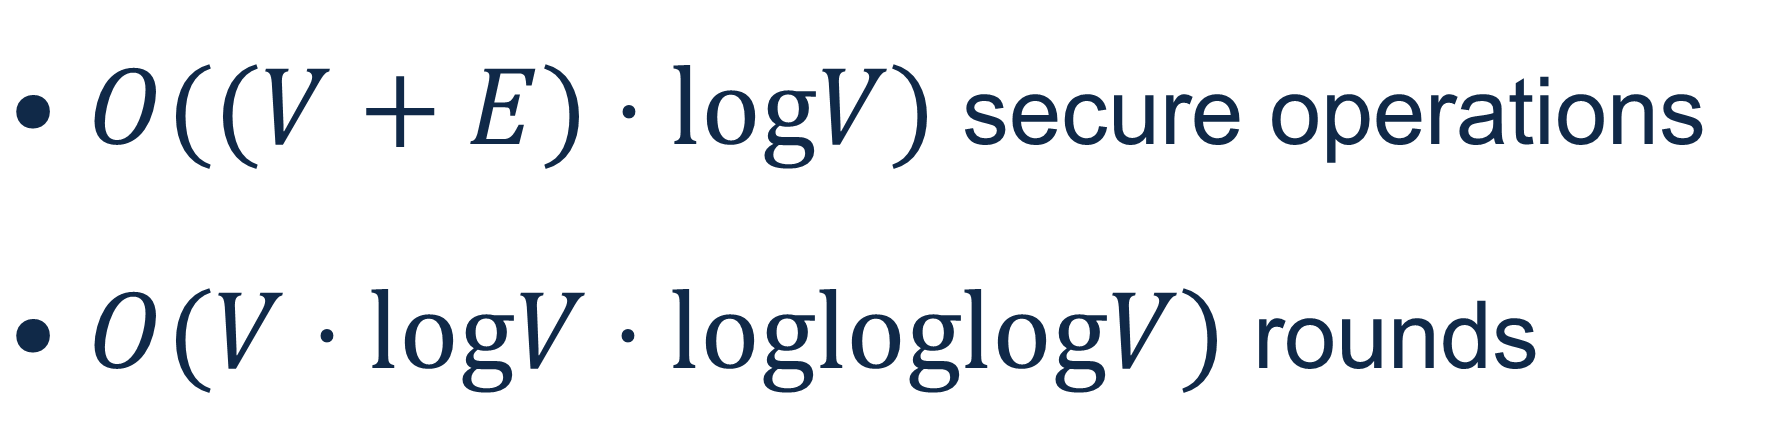 • O((V + E) · logV) secure operations
• O(V · logV · logloglogV) rounds